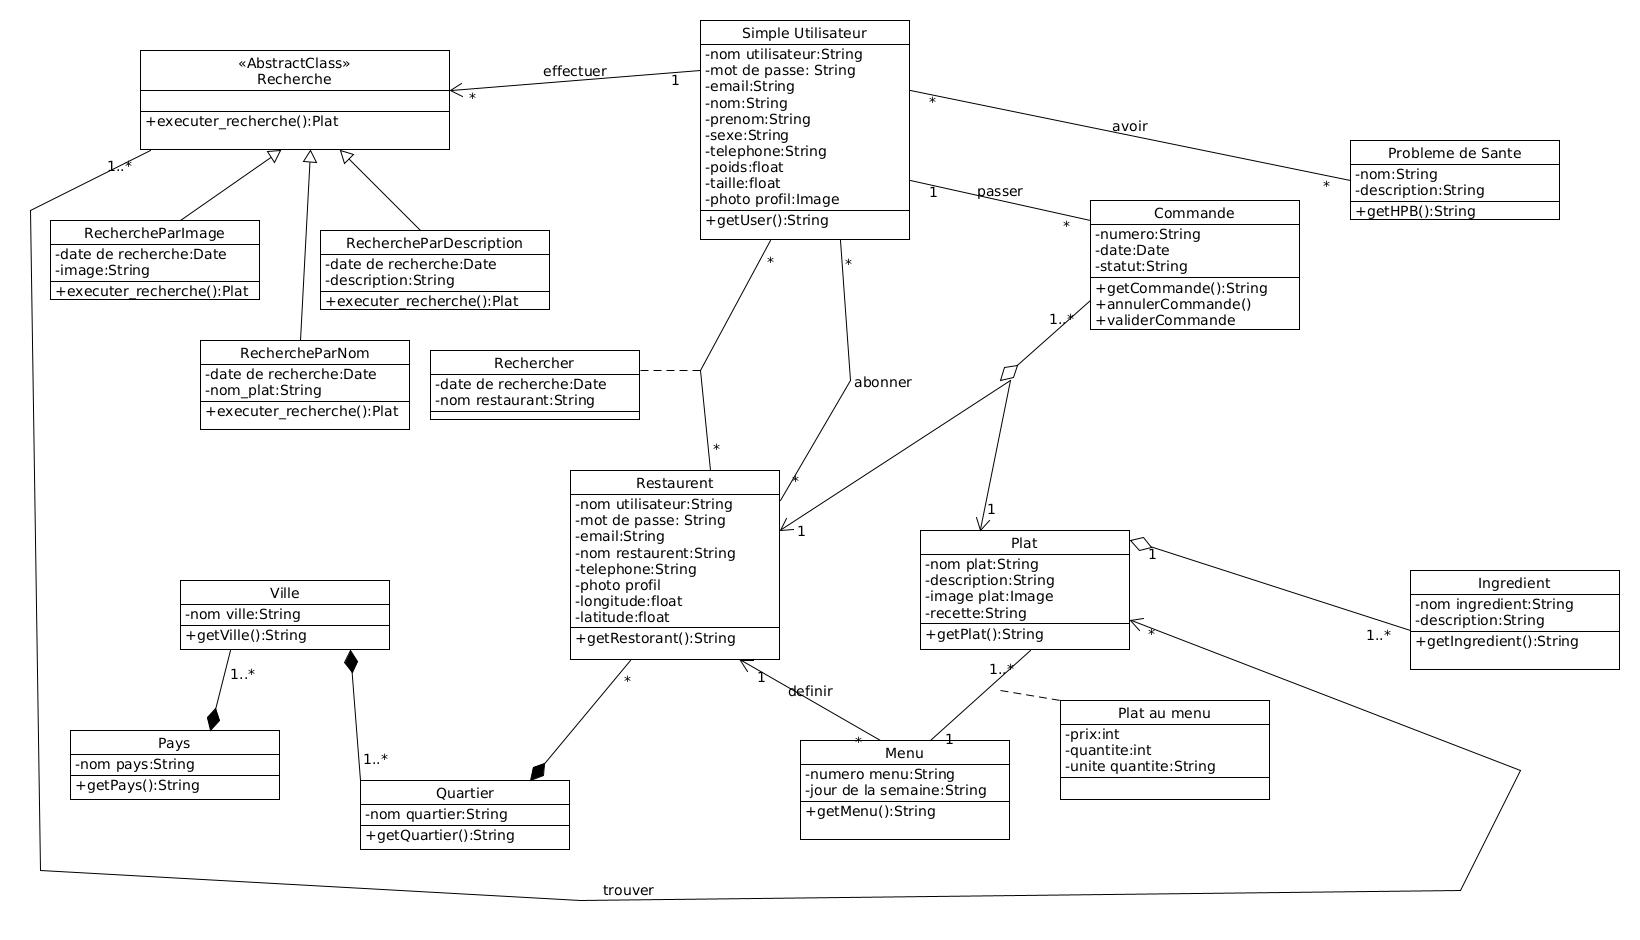 Simple Utilisateur
-nom utilisateur:String
-mot de passe: String
-email:String
-nom:String
-prenom:String
-sexe:String
-telephone:String
-poids:float
-taille:float
-photo profil:Image
+getUser():String
«AbstractClass»
Recherche
+executer_recherche():Plat
effectuer
1
*
*
avoir
*
1
passer
*
Probleme de Sante
-nom:String
-description:String
+getHPB():String
Commande
-numero:String
-date:Date
-statut:String
+getCommande():String
+annulerCommande()
+validerCommande
1..*
RechercheParImage
-date de recherche:Date
-image:String
+executer_recherche():Plat
RechercheParDescription
-date de recherche:Date
-description:String
+executer_recherche():Plat
RechercheParNom
-date de recherche:Date
-nom_plat:String
+executer_recherche():Plat
Rechercher
-date de recherche:Date
-nom restaurant:String
*
*
abonner
1..*
*
*
1
1
Restaurent
-nom utilisateur:String
-mot de passe: String
-email:String
-nom restaurent:String
-telephone:String
-photo profil
-longitude:float
-latitude:float
+getRestorant():String
Plat
-nom plat:String
-description:String
-image plat:Image
-recette:String
+getPlat():String
1
1..*
*
Ingredient
-nom ingredient:String
-description:String
+getIngredient():String
Ville
-nom ville:String
+getVille():String
1..*
*
1
definir
*
1..*
1
Plat au menu
-prix:int
-quantite:int
-unite quantite:String
Pays
-nom pays:String
+getPays():String
1..*
Quartier
-nom quartier:String
+getQuartier():String
Menu
-numero menu:String
-jour de la semaine:String
+getMenu():String
trouver